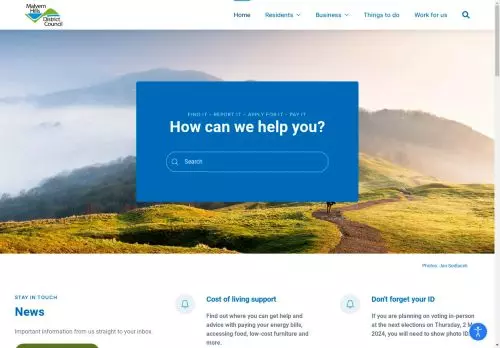 Malvern
Hills
District
Council
Home
Residents
Business
Things to do
Work for us
FIND IT - REPORT IT - APPLY FOR IT - PAY IT
How can we help you?
Search
Photos: Jan Sedlacek
STAY IN TOUCH
News
Important information from us straight to your inbox
Cost of living support
Find out where you can get help and
advice with paying your energy bills,
accessing food, low-cost furniture and
more.
Don't forget your ID
If you are planning on voting in-person
at the next elections on Thursday, 2 May
2024, you will need to show photo ID.